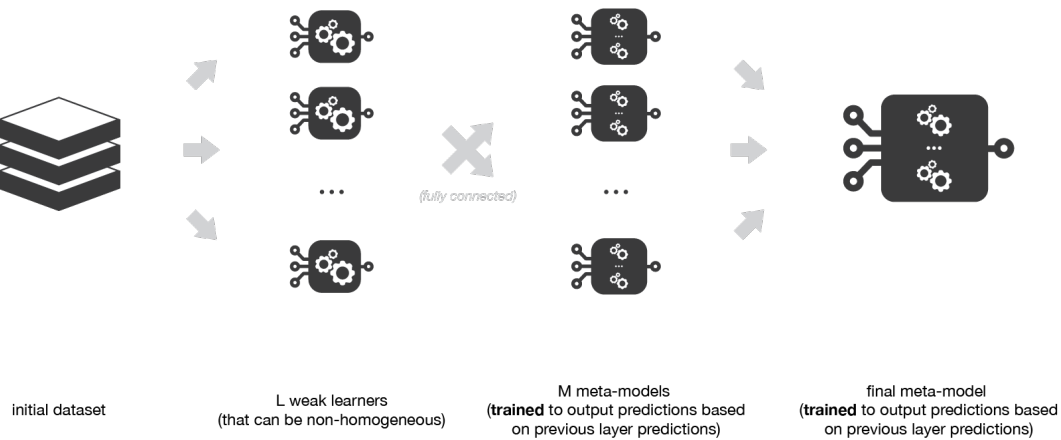 (fully connected)
initial dataset
L weak learners
(that can be non-homogeneous)
M meta-models
(trained to output predictions based
on previous layer predictions)
final meta-model
(trained to output predictions based
on previous layer predictions)